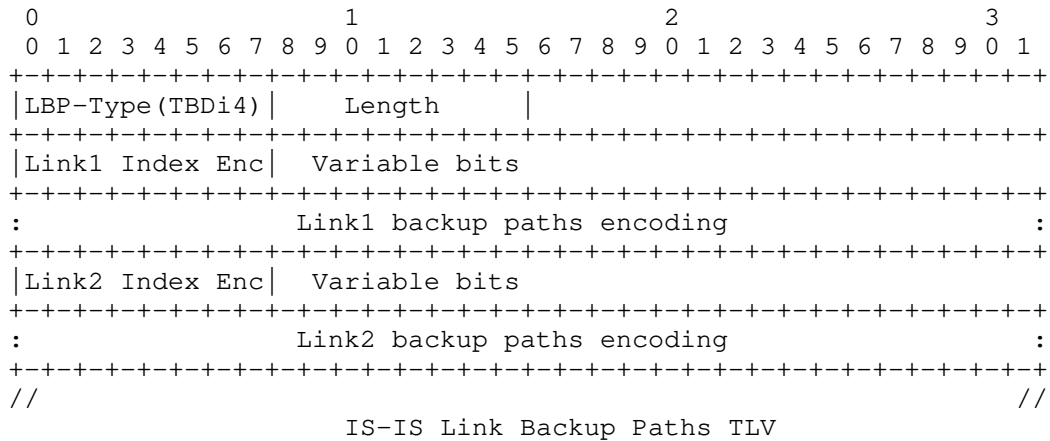 0                   1                   2                   3
 0 1 2 3 4 5 6 7 8 9 0 1 2 3 4 5 6 7 8 9 0 1 2 3 4 5 6 7 8 9 0 1
+-+-+-+-+-+-+-+-+-+-+-+-+-+-+-+-+-+-+-+-+-+-+-+-+-+-+-+-+-+-+-+-+
|LBP-Type(TBDi4)|    Length     |
+-+-+-+-+-+-+-+-+-+-+-+-+-+-+-+-+-+-+-+-+-+-+-+-+-+-+-+-+-+-+-+-+
|Link1 Index Enc|  Variable bits
+-+-+-+-+-+-+-+-+-+-+-+-+-+-+-+-+-+-+-+-+-+-+-+-+-+-+-+-+-+-+-+-+
:                 Link1 backup paths encoding                   :
+-+-+-+-+-+-+-+-+-+-+-+-+-+-+-+-+-+-+-+-+-+-+-+-+-+-+-+-+-+-+-+-+
|Link2 Index Enc|  Variable bits
+-+-+-+-+-+-+-+-+-+-+-+-+-+-+-+-+-+-+-+-+-+-+-+-+-+-+-+-+-+-+-+-+
:                 Link2 backup paths encoding                   :
+-+-+-+-+-+-+-+-+-+-+-+-+-+-+-+-+-+-+-+-+-+-+-+-+-+-+-+-+-+-+-+-+
//                                                             //
                    IS-IS Link Backup Paths TLV